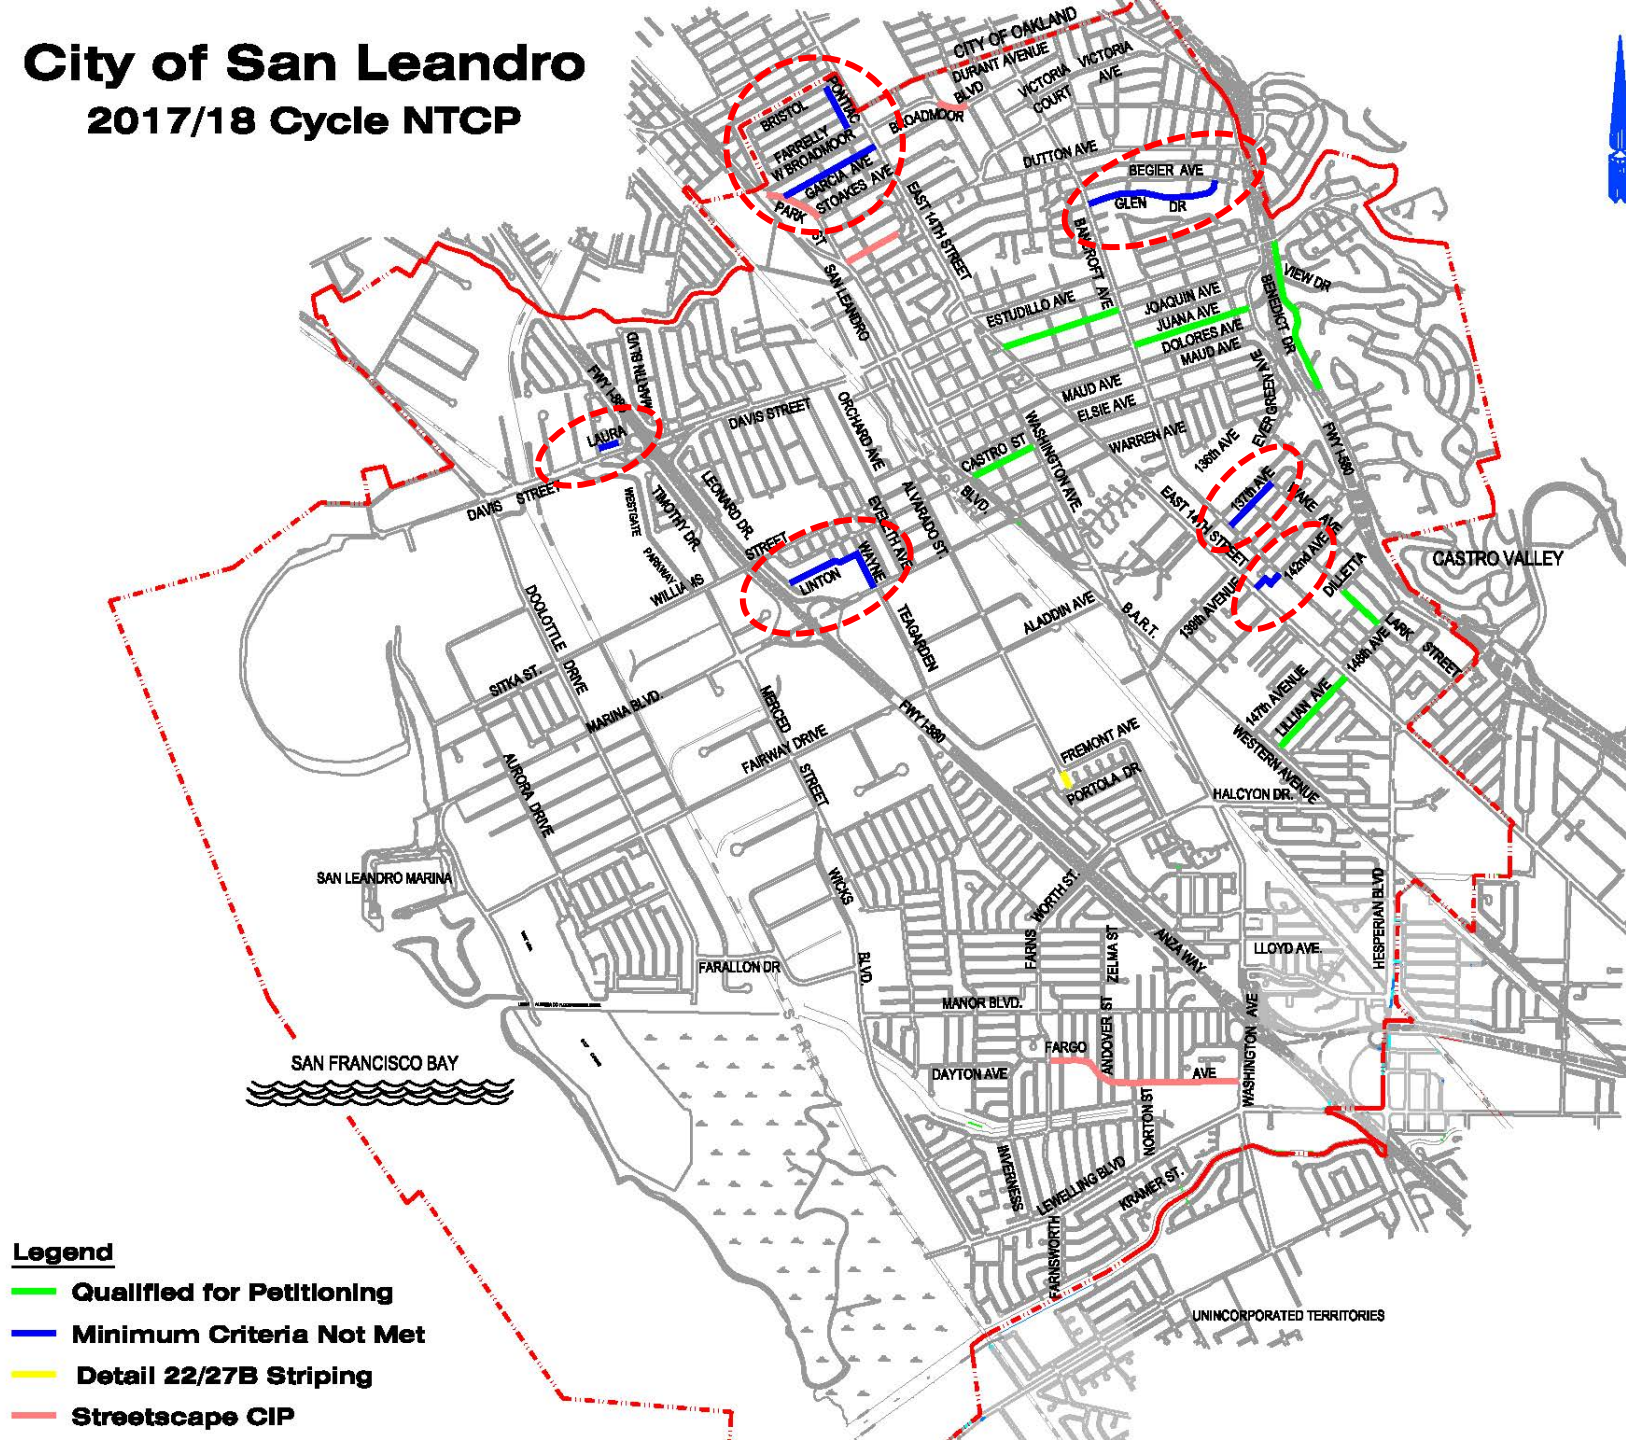 City of San Leandro
2017/18 Cycle NTCP
CITY OF OAKLAND
DURANT AVENUE
VICTORIA
AVE
VICTORIA
COURT
BLVD
BROADMOOR
PONTIAC
BRISTOL
FARRELLY
W BROADMOOR
GARCIA AVE
STOAKES AVE
PARK
ST
DUTTON AVE
BEGIER AVE
GLEN DR
EAST 14TH STREET
BANCROFT AVE
SAN LEANDRO
VIEW DR
BENEDICT DR
ESTUDILLO AVE
JOAQUIN AVE
JUANA AVE
DOLORES AVE
MAUD AVE
MARTIN BLVD
FWY I-88
LAURA
DAVIS STREET
ORCHARD AVE
MAUD AVE
ELSIE AVE
EVERGREEN AVE
WARREN AVE
136th AVE
FWY I-580
CASTRO ST
WASHINGTON AVE
BLVD.
137th AVE
EAST 14TH STREET
142nd AVE
139th AVENUE
DILLETTA
CASTRO VALLEY
DAVIS STREET
WESTGATE
PARKWAY
TIMOTHY DR.
LEONARD DR.
STREET
WILLIAMS
EVELETH AVE
ALVARADO ST.
WAYNE
LINTON
TEAGARDEN
ALADDIN AVE
B.A.R.T.
LARK
STREET
148th AVE
147th AVENUE
LILLIAN AVE
WESTERN AVENUE
DOOLOTTLE DRIVE
SITKA ST.
MARINA BLVD.
MERCED
STREET
FAIRWAY DRIVE
FWY I-880
FREMONT AVE
PORTOLA DR
HALCYON DR.
AURORA DRIVE
SAN LEANDRO MARINA
WICKS
BLVD.
FARNS
WORTH ST.
ZELMA ST
ANZA WAY
LLOYD AVE.
HESPERIAN BLVD
FARALLON DR
MANOR BLVD.
ANDOVER ST
WASHINGTON AVE
SAN FRANCISCO BAY
FARGO
AVE
DAYTON AVE
NORTON ST
INVERNESS
LEWELLING BLVD
KRAMER ST.
FARNSWORTH
UNINCORPORATED TERRITORIES
Legend
Qualified for Petitioning
Minimum Criteria Not Met
Detail 22/27B Striping
Streetscape CIP